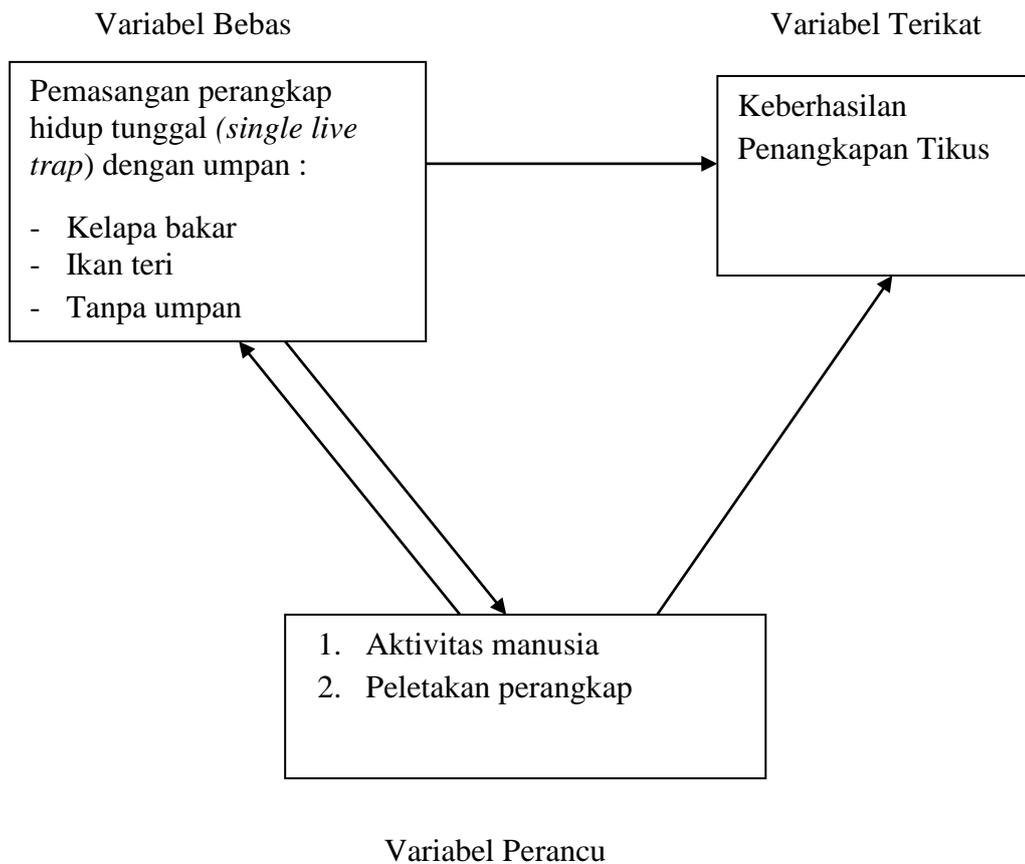 Variabel Bebas
Variabel Terikat
Pemasangan perangkap
hidup tunggal (single live
trap) dengan umpan :
- Kelapa bakar
- Ikan teri
- Tanpa umpan
Keberhasilan
Penangkapan Tikus
1. Aktivitas manusia
2. Peletakan perangkap
Variabel Perancu